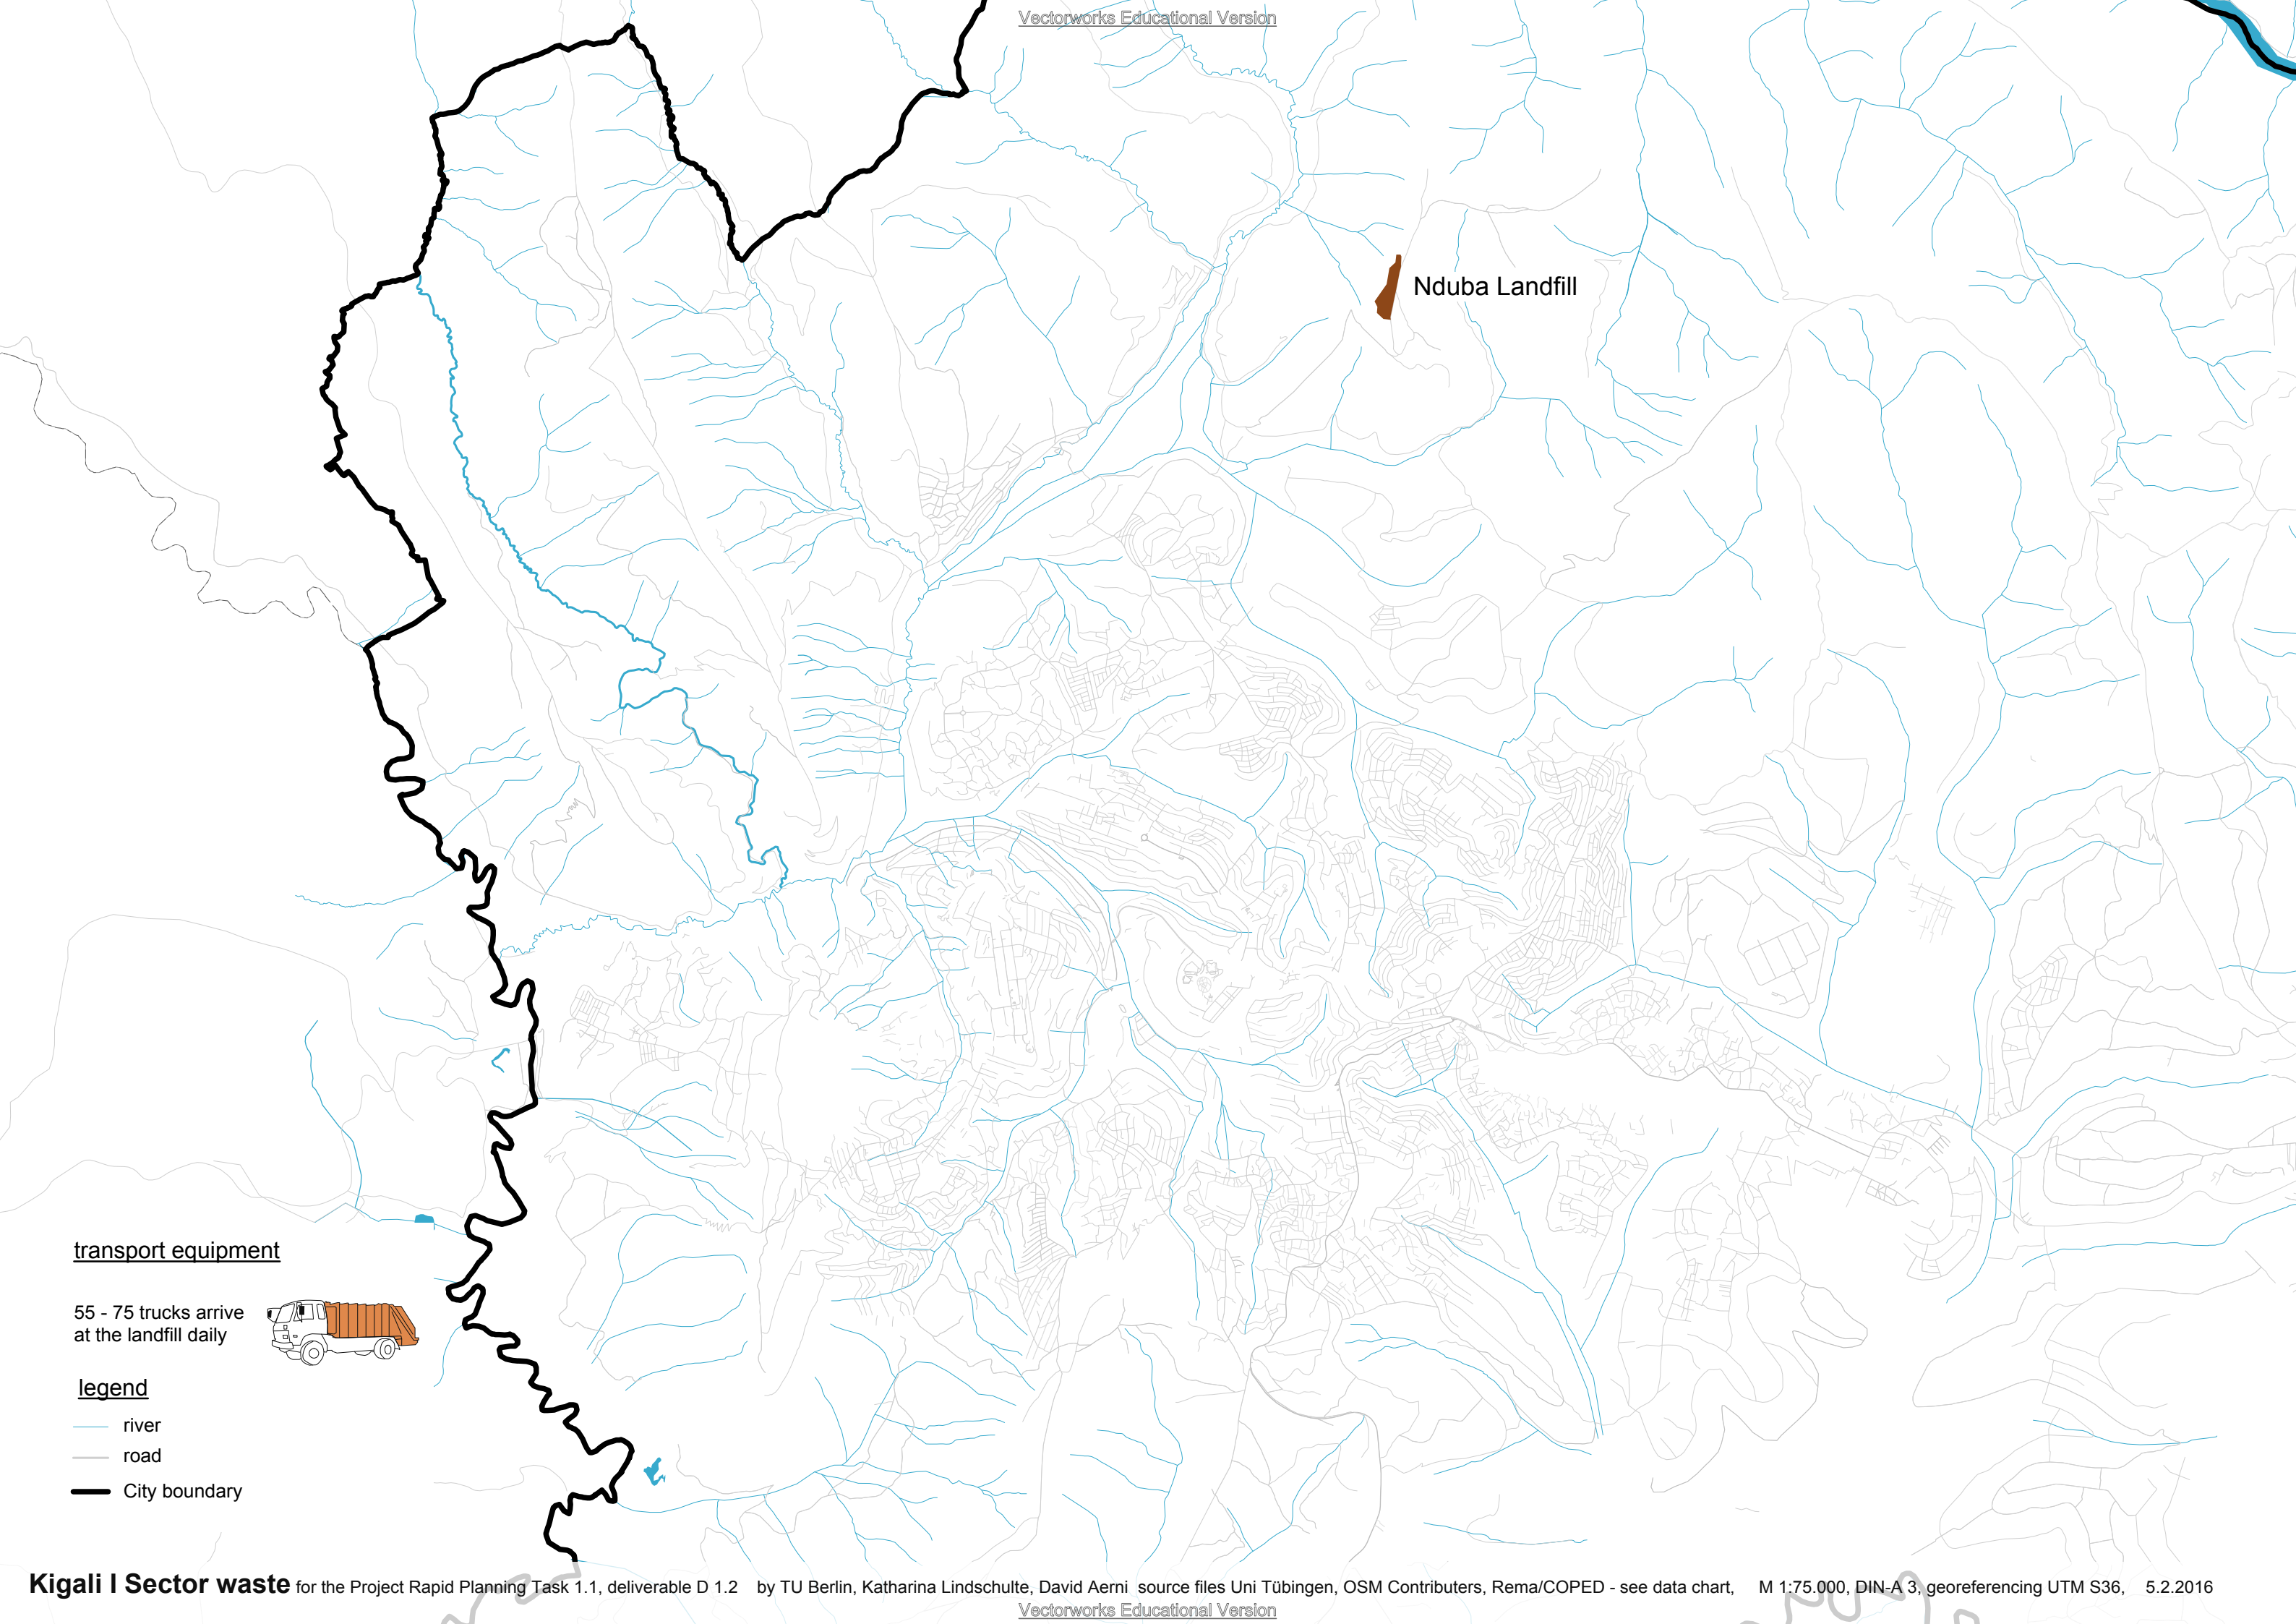 Vectorworks Educational Version
Nduba Landfill
transport equipment
55 - 75 trucks arrive
at the landfill daily
legend
river
road
City boundary
Kigali I Sector waste for the Project Rapid Planning Task 1.1, deliverable D 1.2 by TU Berlin, Katharina Lindschulte, David Aerni source files Uni Tübingen, OSM Contributers, Rema/COPED - see data chart, M 1:75.000, DIN-A 3, georeferencing UTM S36, 5.2.2016
Vectorworks Educational Version